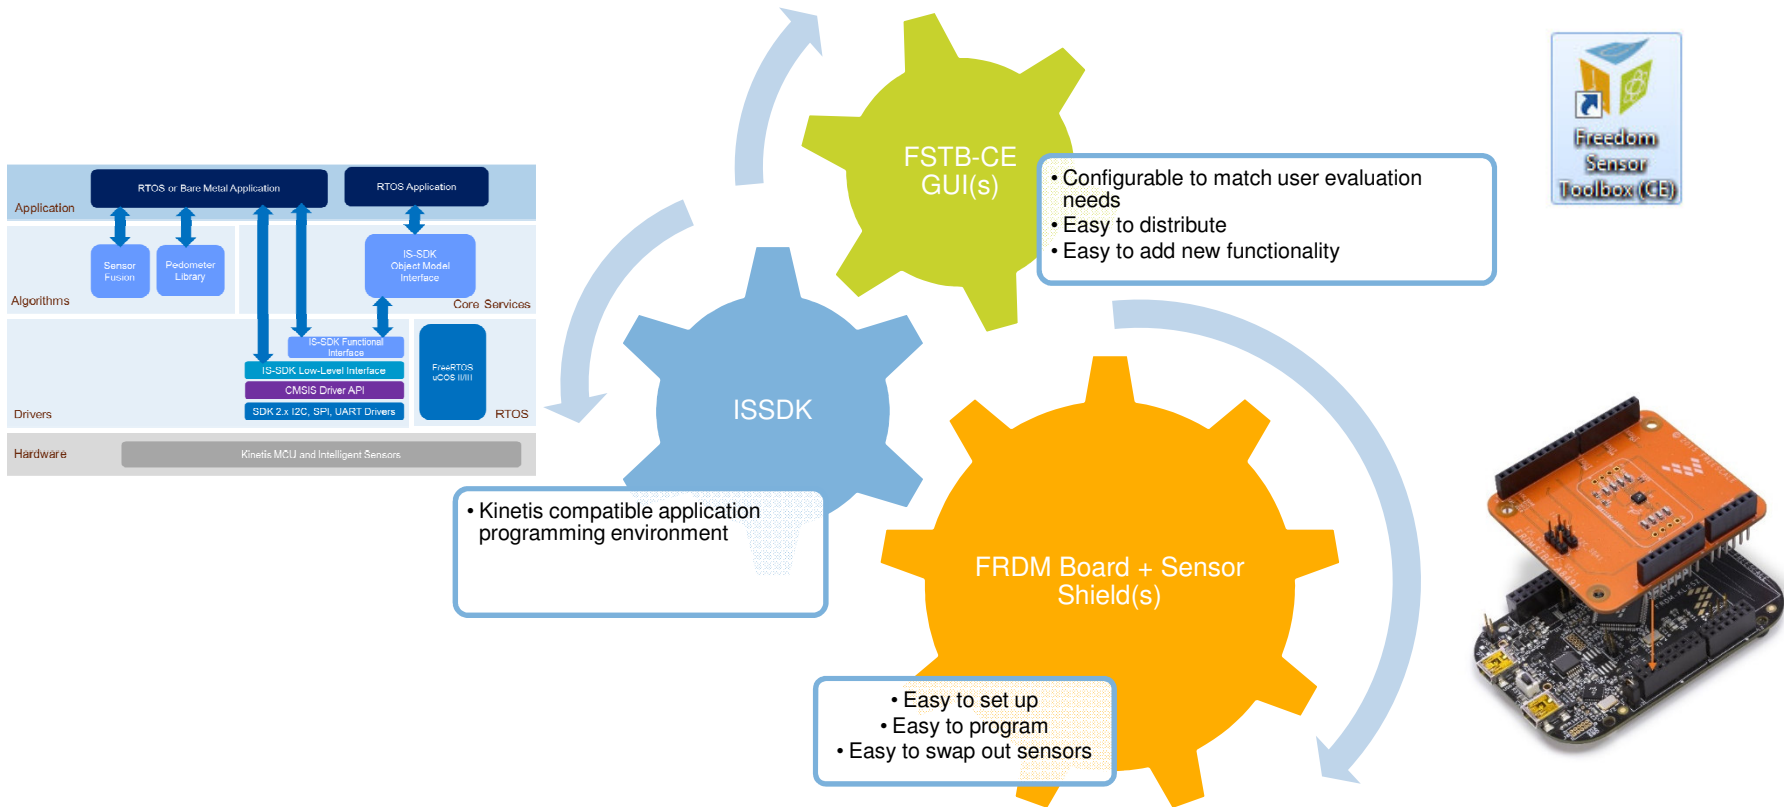 RTOS or Bare Metal Application
RTOS Application
Application
Sensor
Fusion
Pedometer
Library
IS-SDK
Object Model
Interface
Algorithms
Core Services
IS-SDK Functional
Interface
IS-SDK Low-Level Interface
CMSIS Driver API
SDK 2.x I2C, SPI, UART Drivers
FreeRTOS
uCOS II/III
Drivers
RTOS
Hardware
Kinetis MCU and Intelligent Sensors
FSTB-CE
GUI(s)
• Configurable to match user evaluation
needs
• Easy to distribute
• Easy to add new functionality
ISSDK
• Kinetis compatible application
programming environment
FRDM Board + Sensor
Shield(s)
• Easy to set up
• Easy to program
• Easy to swap out sensors
Freedom
Sensor
Toolbox (CE)
FRDM-KL25Z